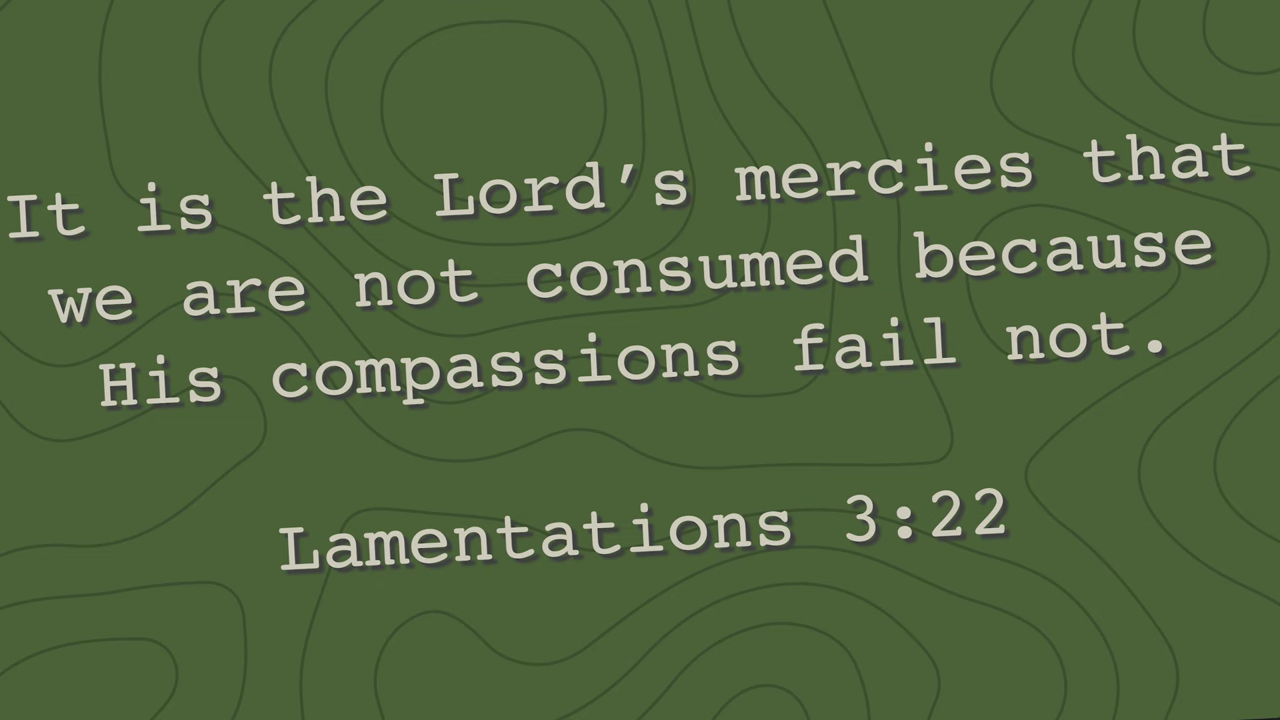 It is the Lord’s mercies that
we are not consumed because
His compassions fail not.
Lamentations 3:22